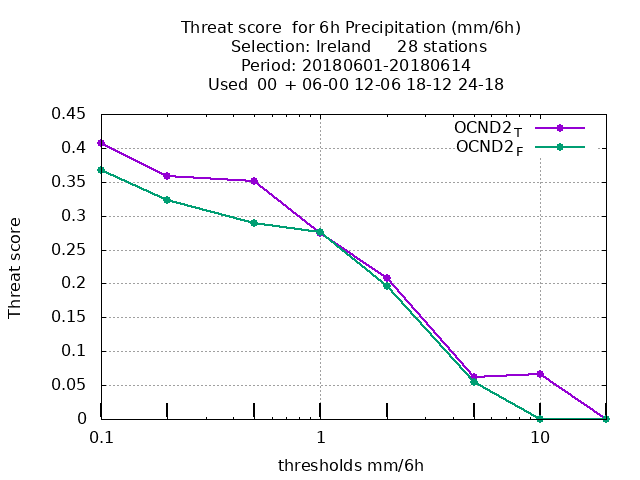 Threat score  for 6h Precipitation (mm/6h)
Selection: Ireland     28 stations
Period: 20180601-20180614
Used  00  + 06-00 12-06 18-12 24-18
OCND2T
OCND2F
0.45
0.4
0.35
0.3
0.25
0.2
0.15
0.1
0.05
0
Threat score
0.1 1 10
thresholds mm/6h